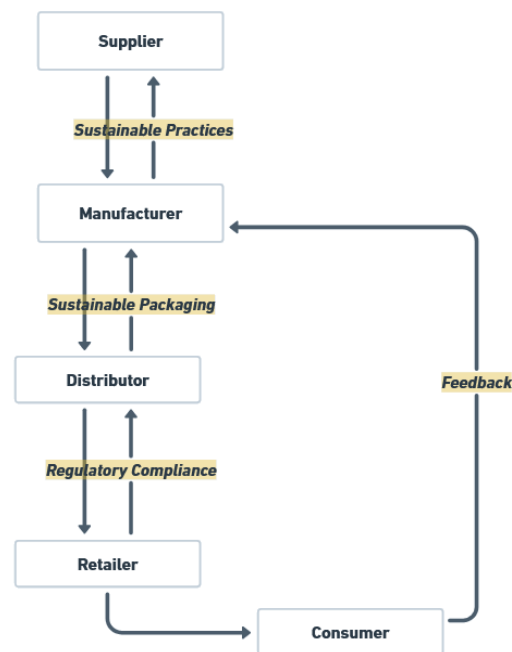 Supplier
Sustainable Practices
Manufacturer
Sustainable Packaging
Distributor
Feedback
Regulatory Compliance
Retailer
Consumer